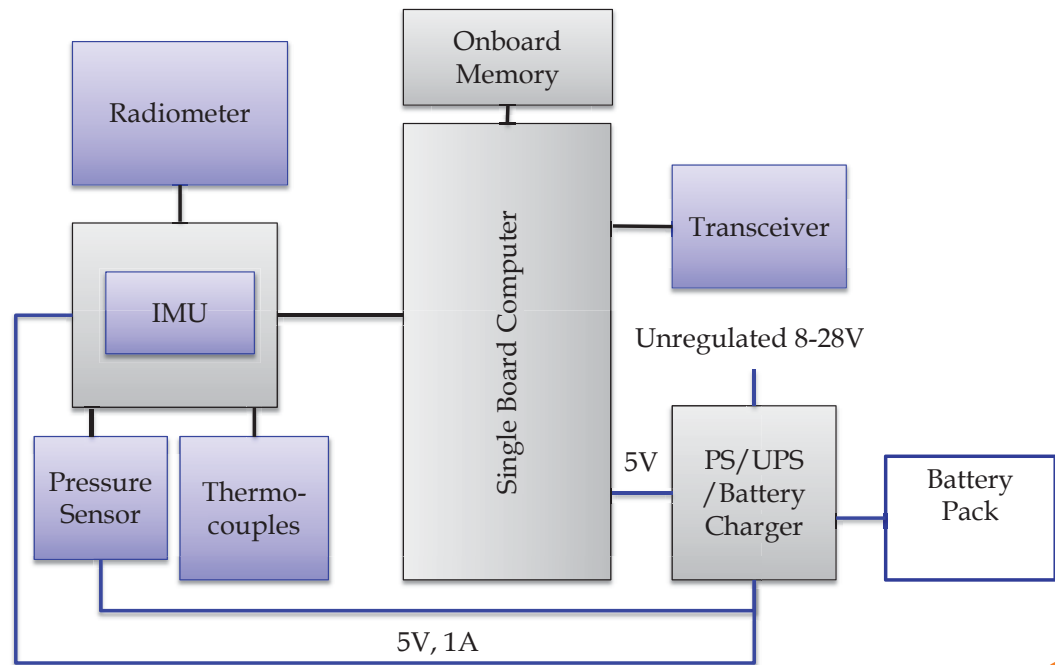 Onboard
Memory
Radiometer
Single Board Computer
Transceiver
IMU
Unregulated 8-28V
Pressure
Sensor
Thermo-
couples
5V
PS/UPS
/Battery
Charger
Battery
Pack
5V, 1A